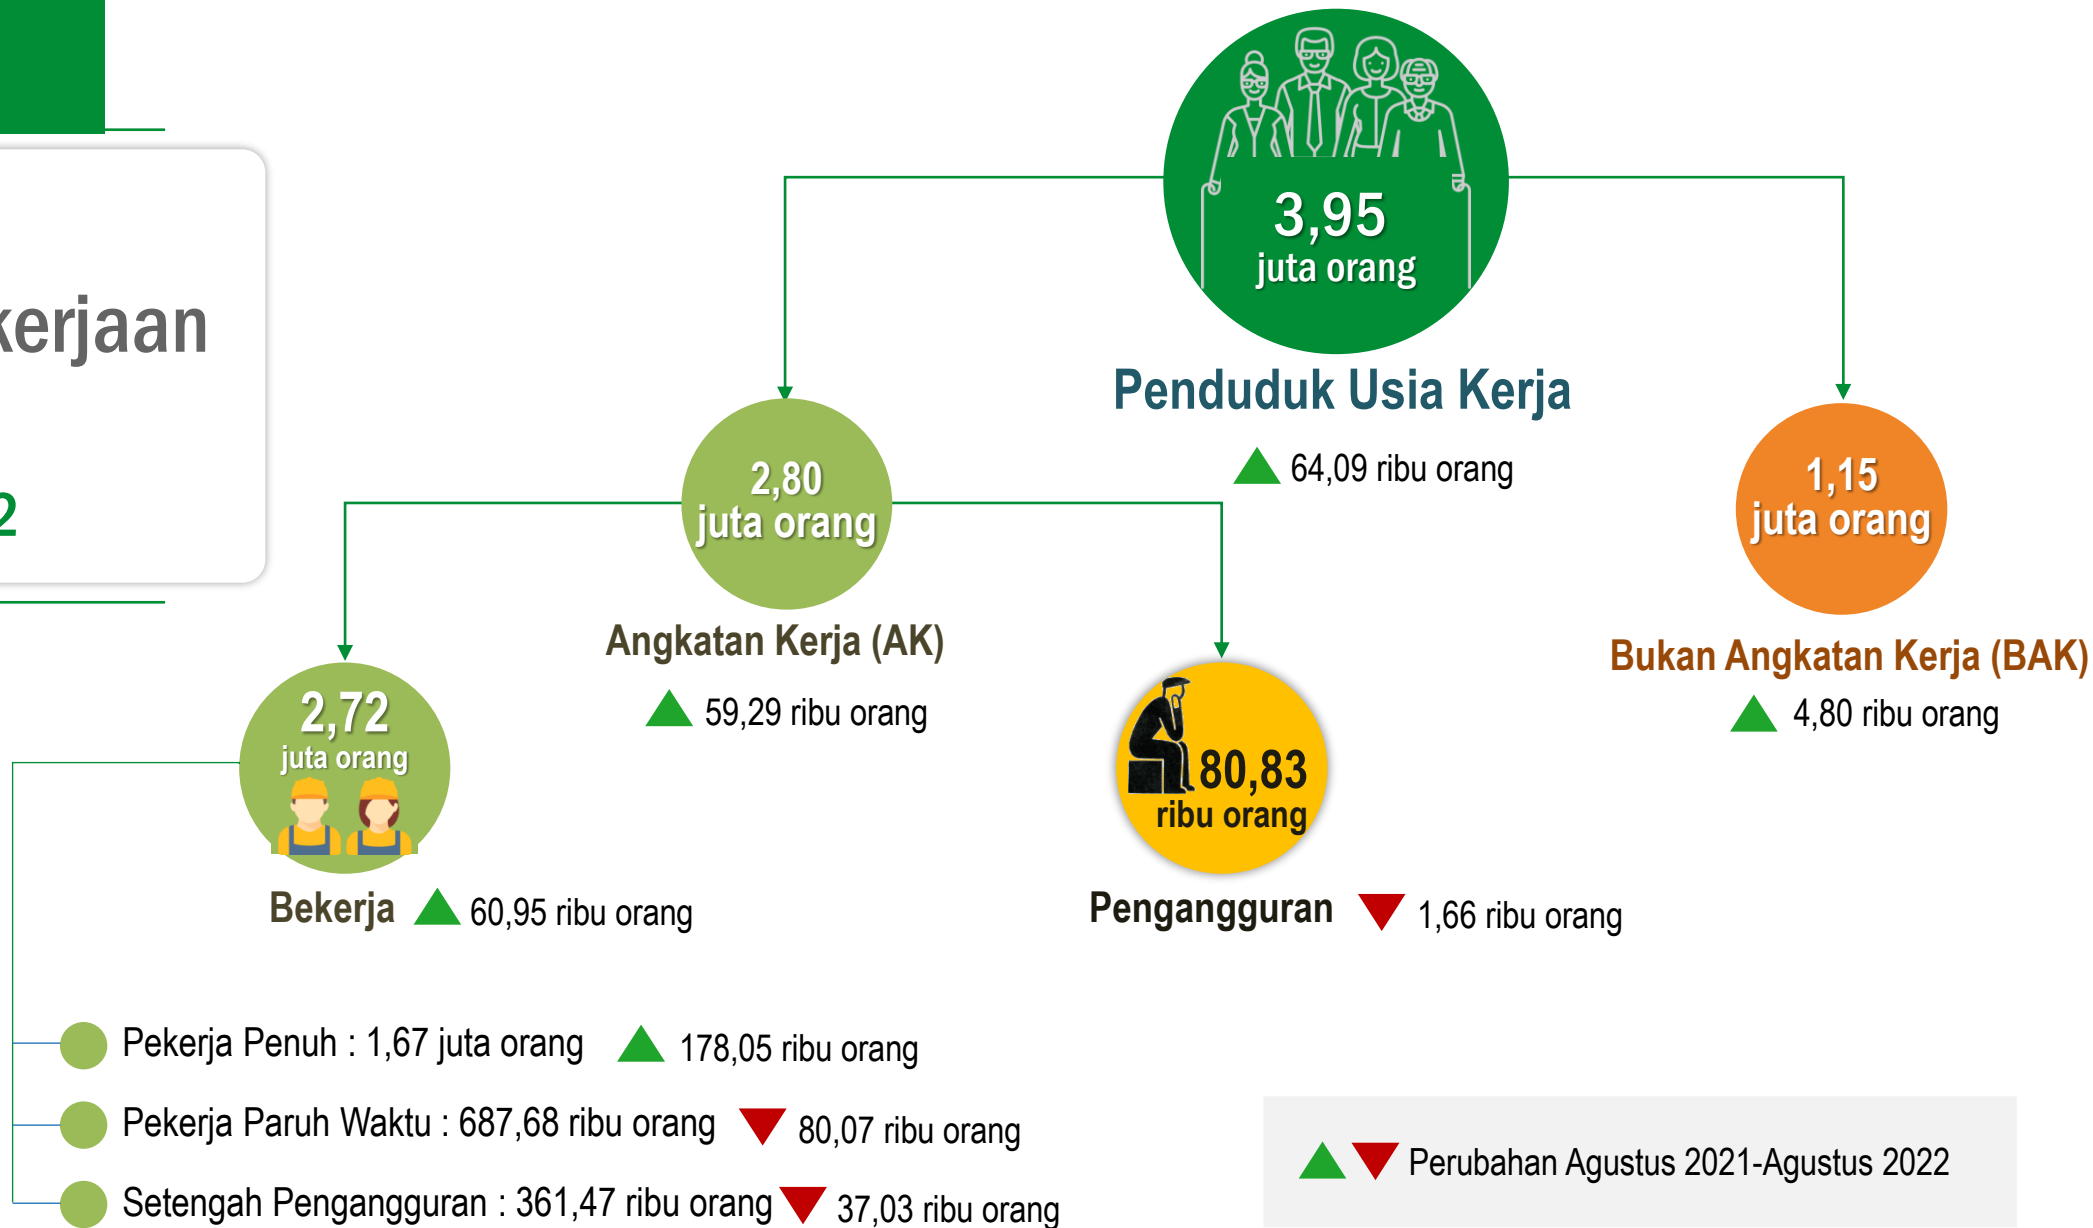 kerjaan
2
3,95
juta orang
Penduduk Usia Kerja
64,09 ribu orang
2,80
juta orang
Angkatan Kerja (AK)
59,29 ribu orang
1,15
juta orang
Bukan Angkatan Kerja (BAK)
4,80 ribu orang
2,72
juta orang
Bekerja 60,95 ribu orang
80,83
ribu orang
Pengangguran 1,66 ribu orang
Pekerja Penuh : 1,67 juta orang 178,05 ribu orang
Pekerja Paruh Waktu : 687,68 ribu orang 80,07 ribu orang
Setengah Pengangguran : 361,47 ribu orang 37,03 ribu orang
Perubahan Agustus 2021-Agustus 2022